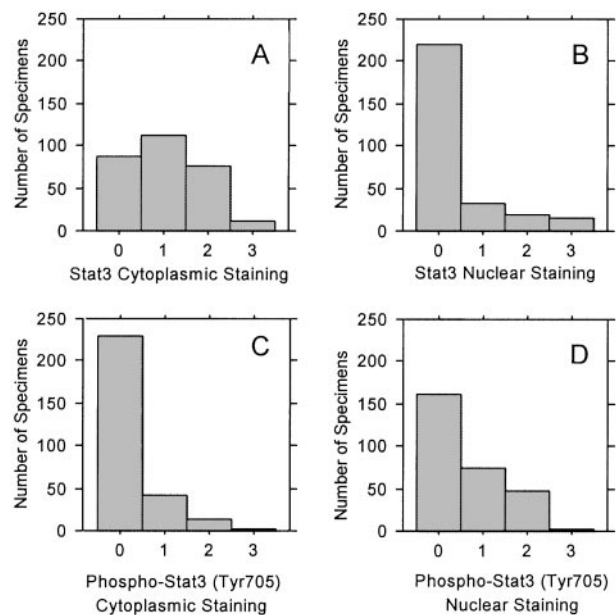 A
Number of Specimens
250
200
150
100
50
0
0 1 2 3
Stat3 Cytoplasmic Staining
B
Number of Specimens
250
200
150
100
50
0
0 1 2 3
Stat3 Nuclear Staining
C
Number of Specimens
250
200
150
100
50
0
0 1 2 3
Phospho-Stat3 (Tyr705)
Cytoplasmic Staining
D
Number of Specimens
250
200
150
100
50
0
0 1 2 3
Phospho-Stat3 (Tyr705)
Nuclear Staining